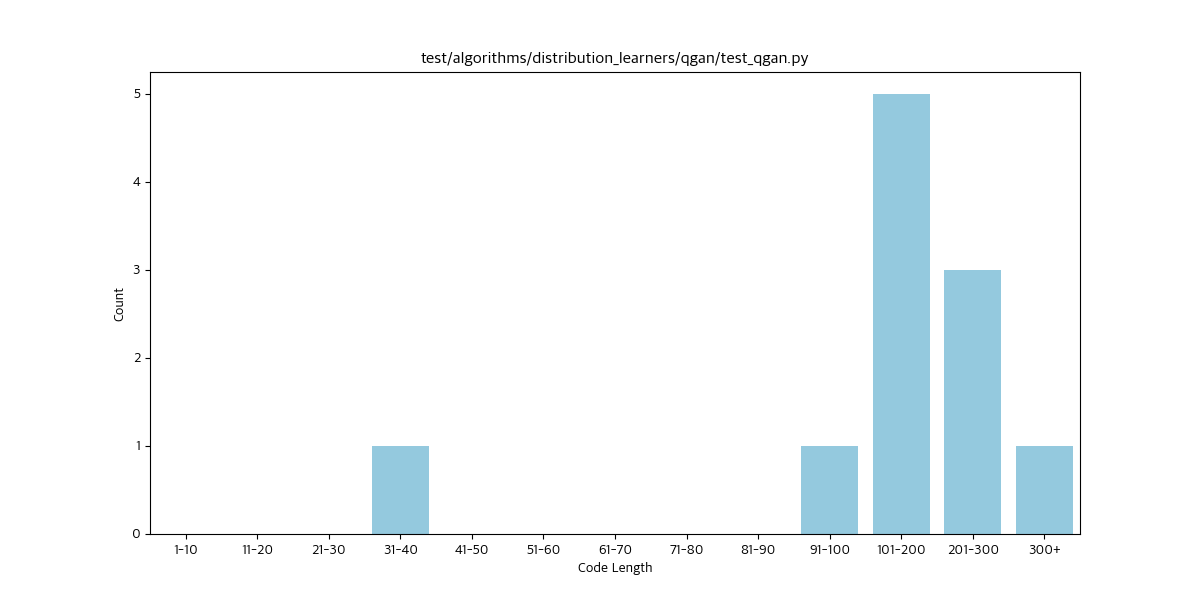 test/algorithms/distribution_learners/qgan/test_qgan.py
5
4
3
2
1
0
Count
1-10 11-20 21-30 31-40 41-50 51-60 61-70 71-80 81-90 91-100 101-200 201-300 300+
Code Length